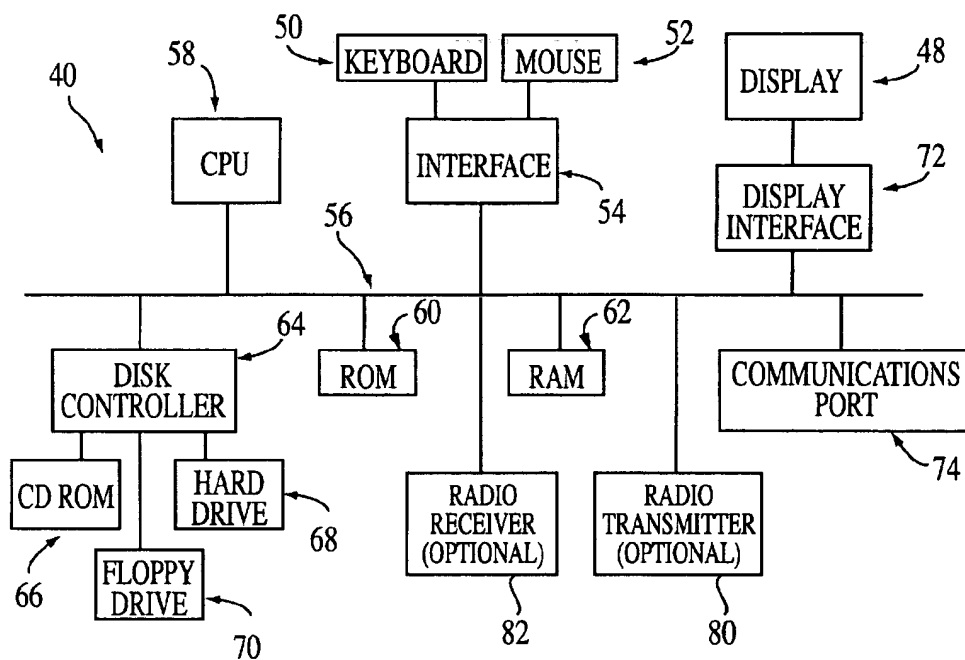 50
KEYBOARD
MOUSE
52
58
40
CPU
INTERFACE
54
DISPLAY
48
72
DISPLAY
INTERFACE
56
64
DISK
CONTROLLER
60
ROM
62
RAM
COMMUNICATIONS
PORT
74
CD ROM
66
HARD
DRIVE
68
FLOPPY
DRIVE
70
RADIO
RECEIVER
(OPTIONAL)
82
RADIO
TRANSMITTER
(OPTIONAL)
80